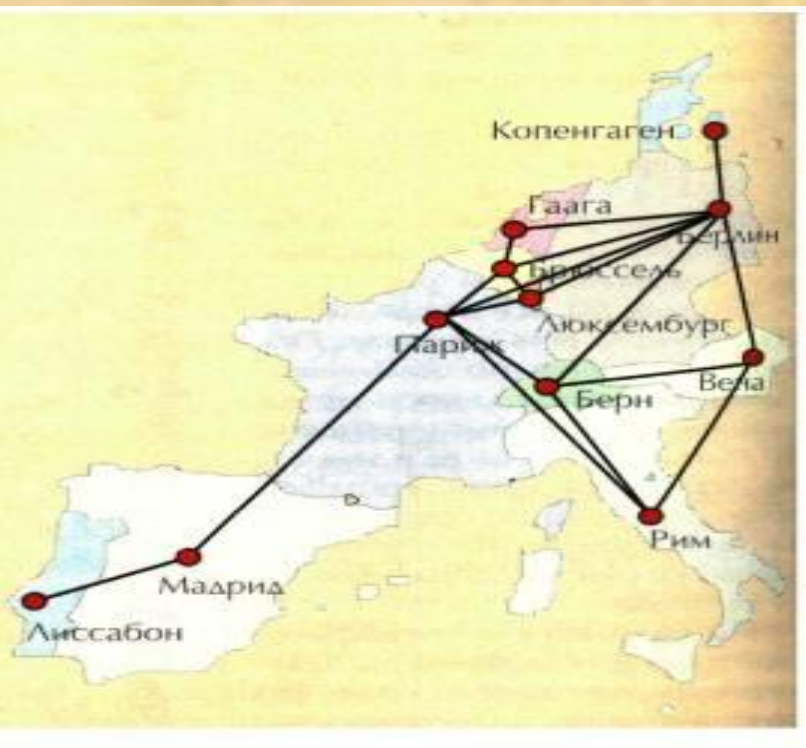 Копенгаген
Гаага
Берлин
Брюссель
Люксембург
Париж
Вена
Берн
Рим
Мадрид
Лиссабон